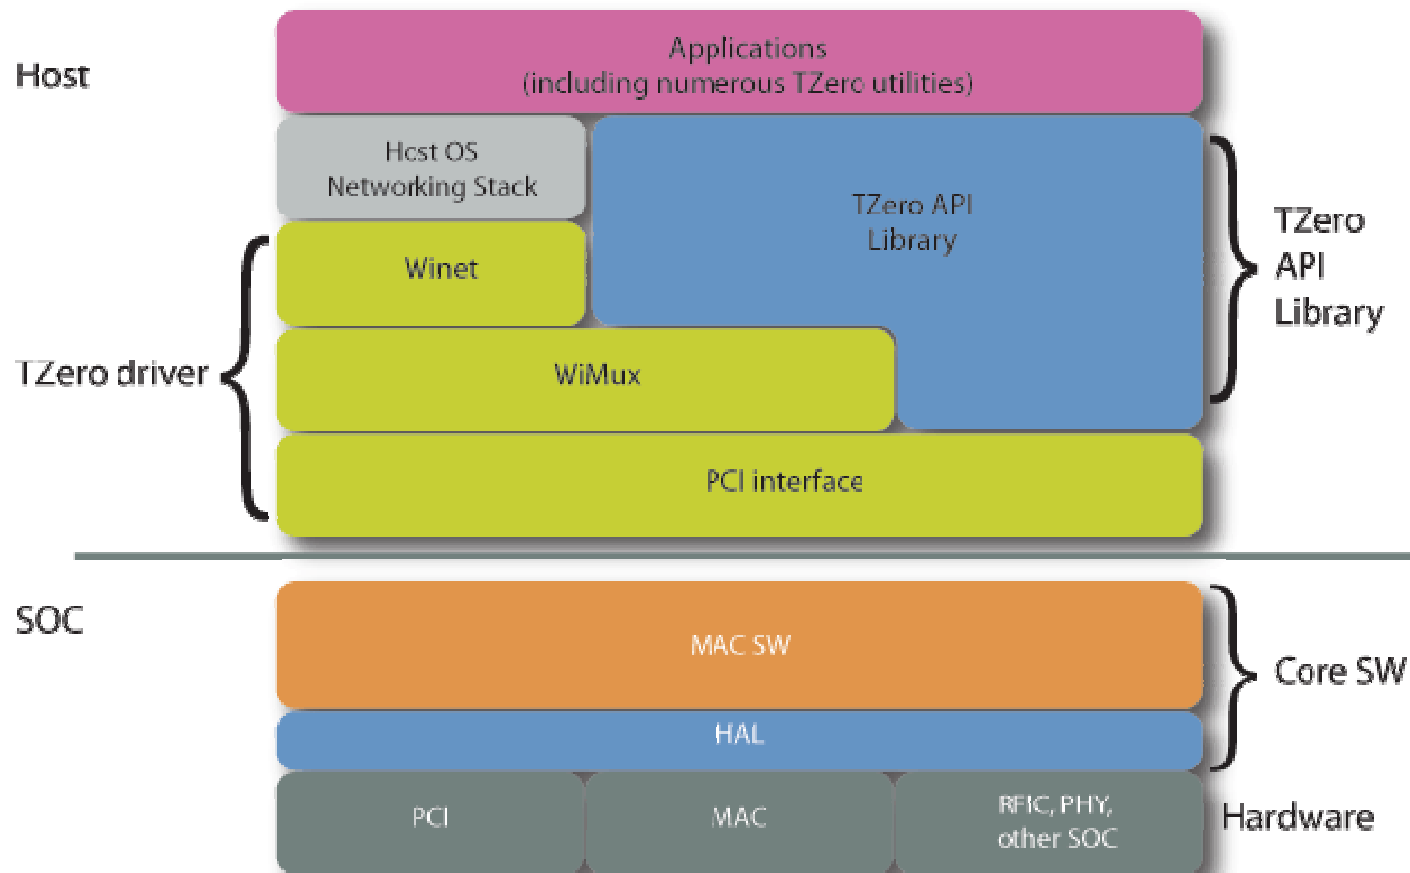 Host
Applications
(including numerous TZero utilities)
Host OS
Networking Stack
TZero API
Library
TZero
API
Library
Winet
TZero driver
WiMux
PCI interface
SOC
MAC SW
Core SW
HAL
PCI
MAC
RFIC, PHY,
other SOC
Hardware